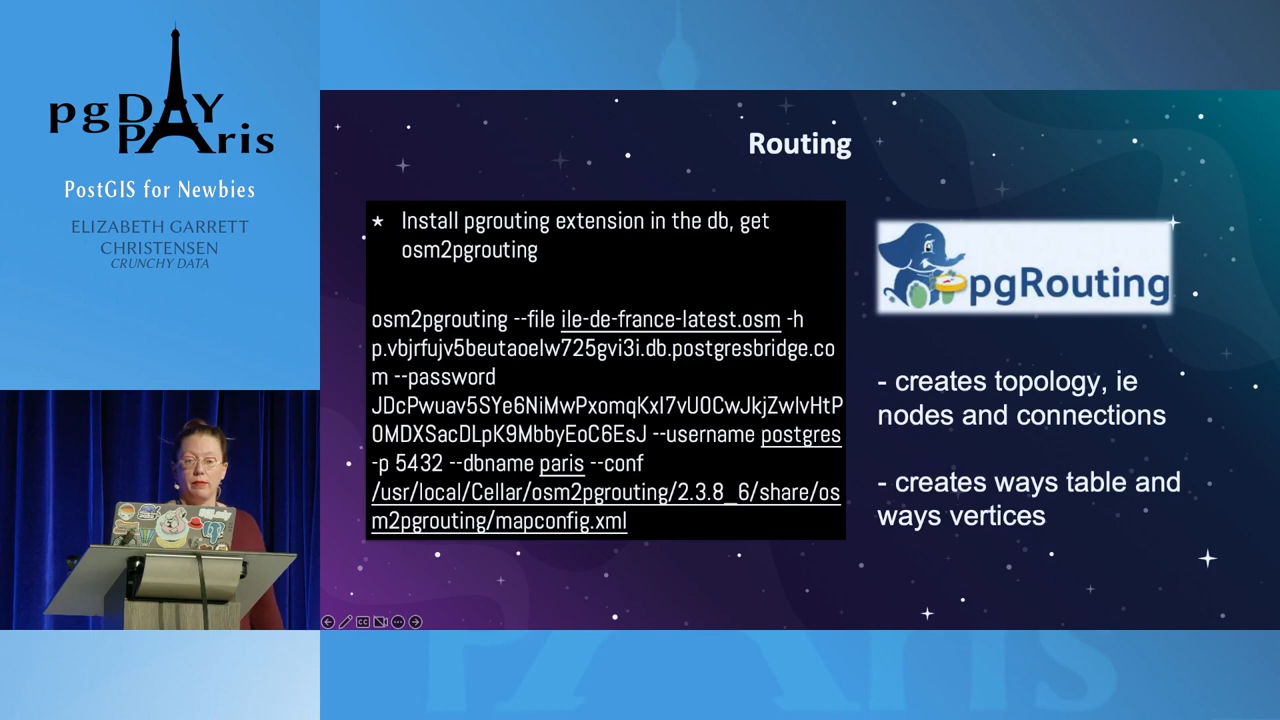 pgDAY
PAris
PostGIS for Newbies
ELIZABETH GARRETT
CHRISTENSEN
CRUNCHY DATA
Routing
* Install pgrouting extension in the db, get
osm2pgrouting
osm2pgrouting --file ile-de-france-latest.osm -h
p.vbjrfujv5beutaoelw725gvi3i.db.postgresbridge.co
m --password
JDcPwuav5SYe6NiMwPxomqKxI7vU0CwJkjZwIvHtP
0MDXSacDLpK9MbbyEoC6EsJ --username postgres
-p 5432 --dbname paris --conf
/usr/local/Cellar/osm2pgrouting/2.3.8_6/share/os
m2pgrouting/mapconfig.xml
pgRouting
- creates topology, ie
nodes and connections
- creates ways table and
ways vertices